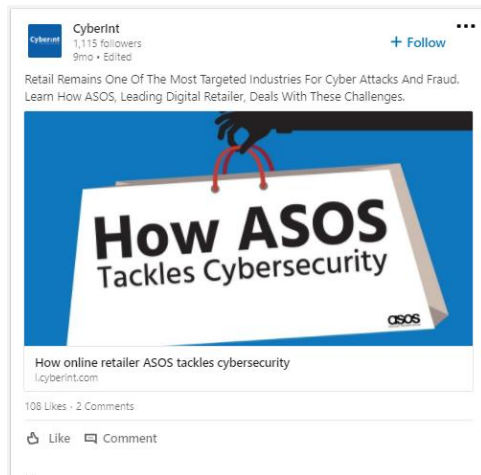 Cyberint
CyberInt
1,115 followers
9mo • Edited
+ Follow
Retail Remains One Of The Most Targeted Industries For Cyber Attacks And Fraud.
Learn How ASOS, Leading Digital Retailer, Deals With These Challenges.
How ASOS
Tackles Cybersecurity
asos
How online retailer ASOS tackles cybersecurity
l.cyberint.com
108 Likes • 2 Comments
Like Comment